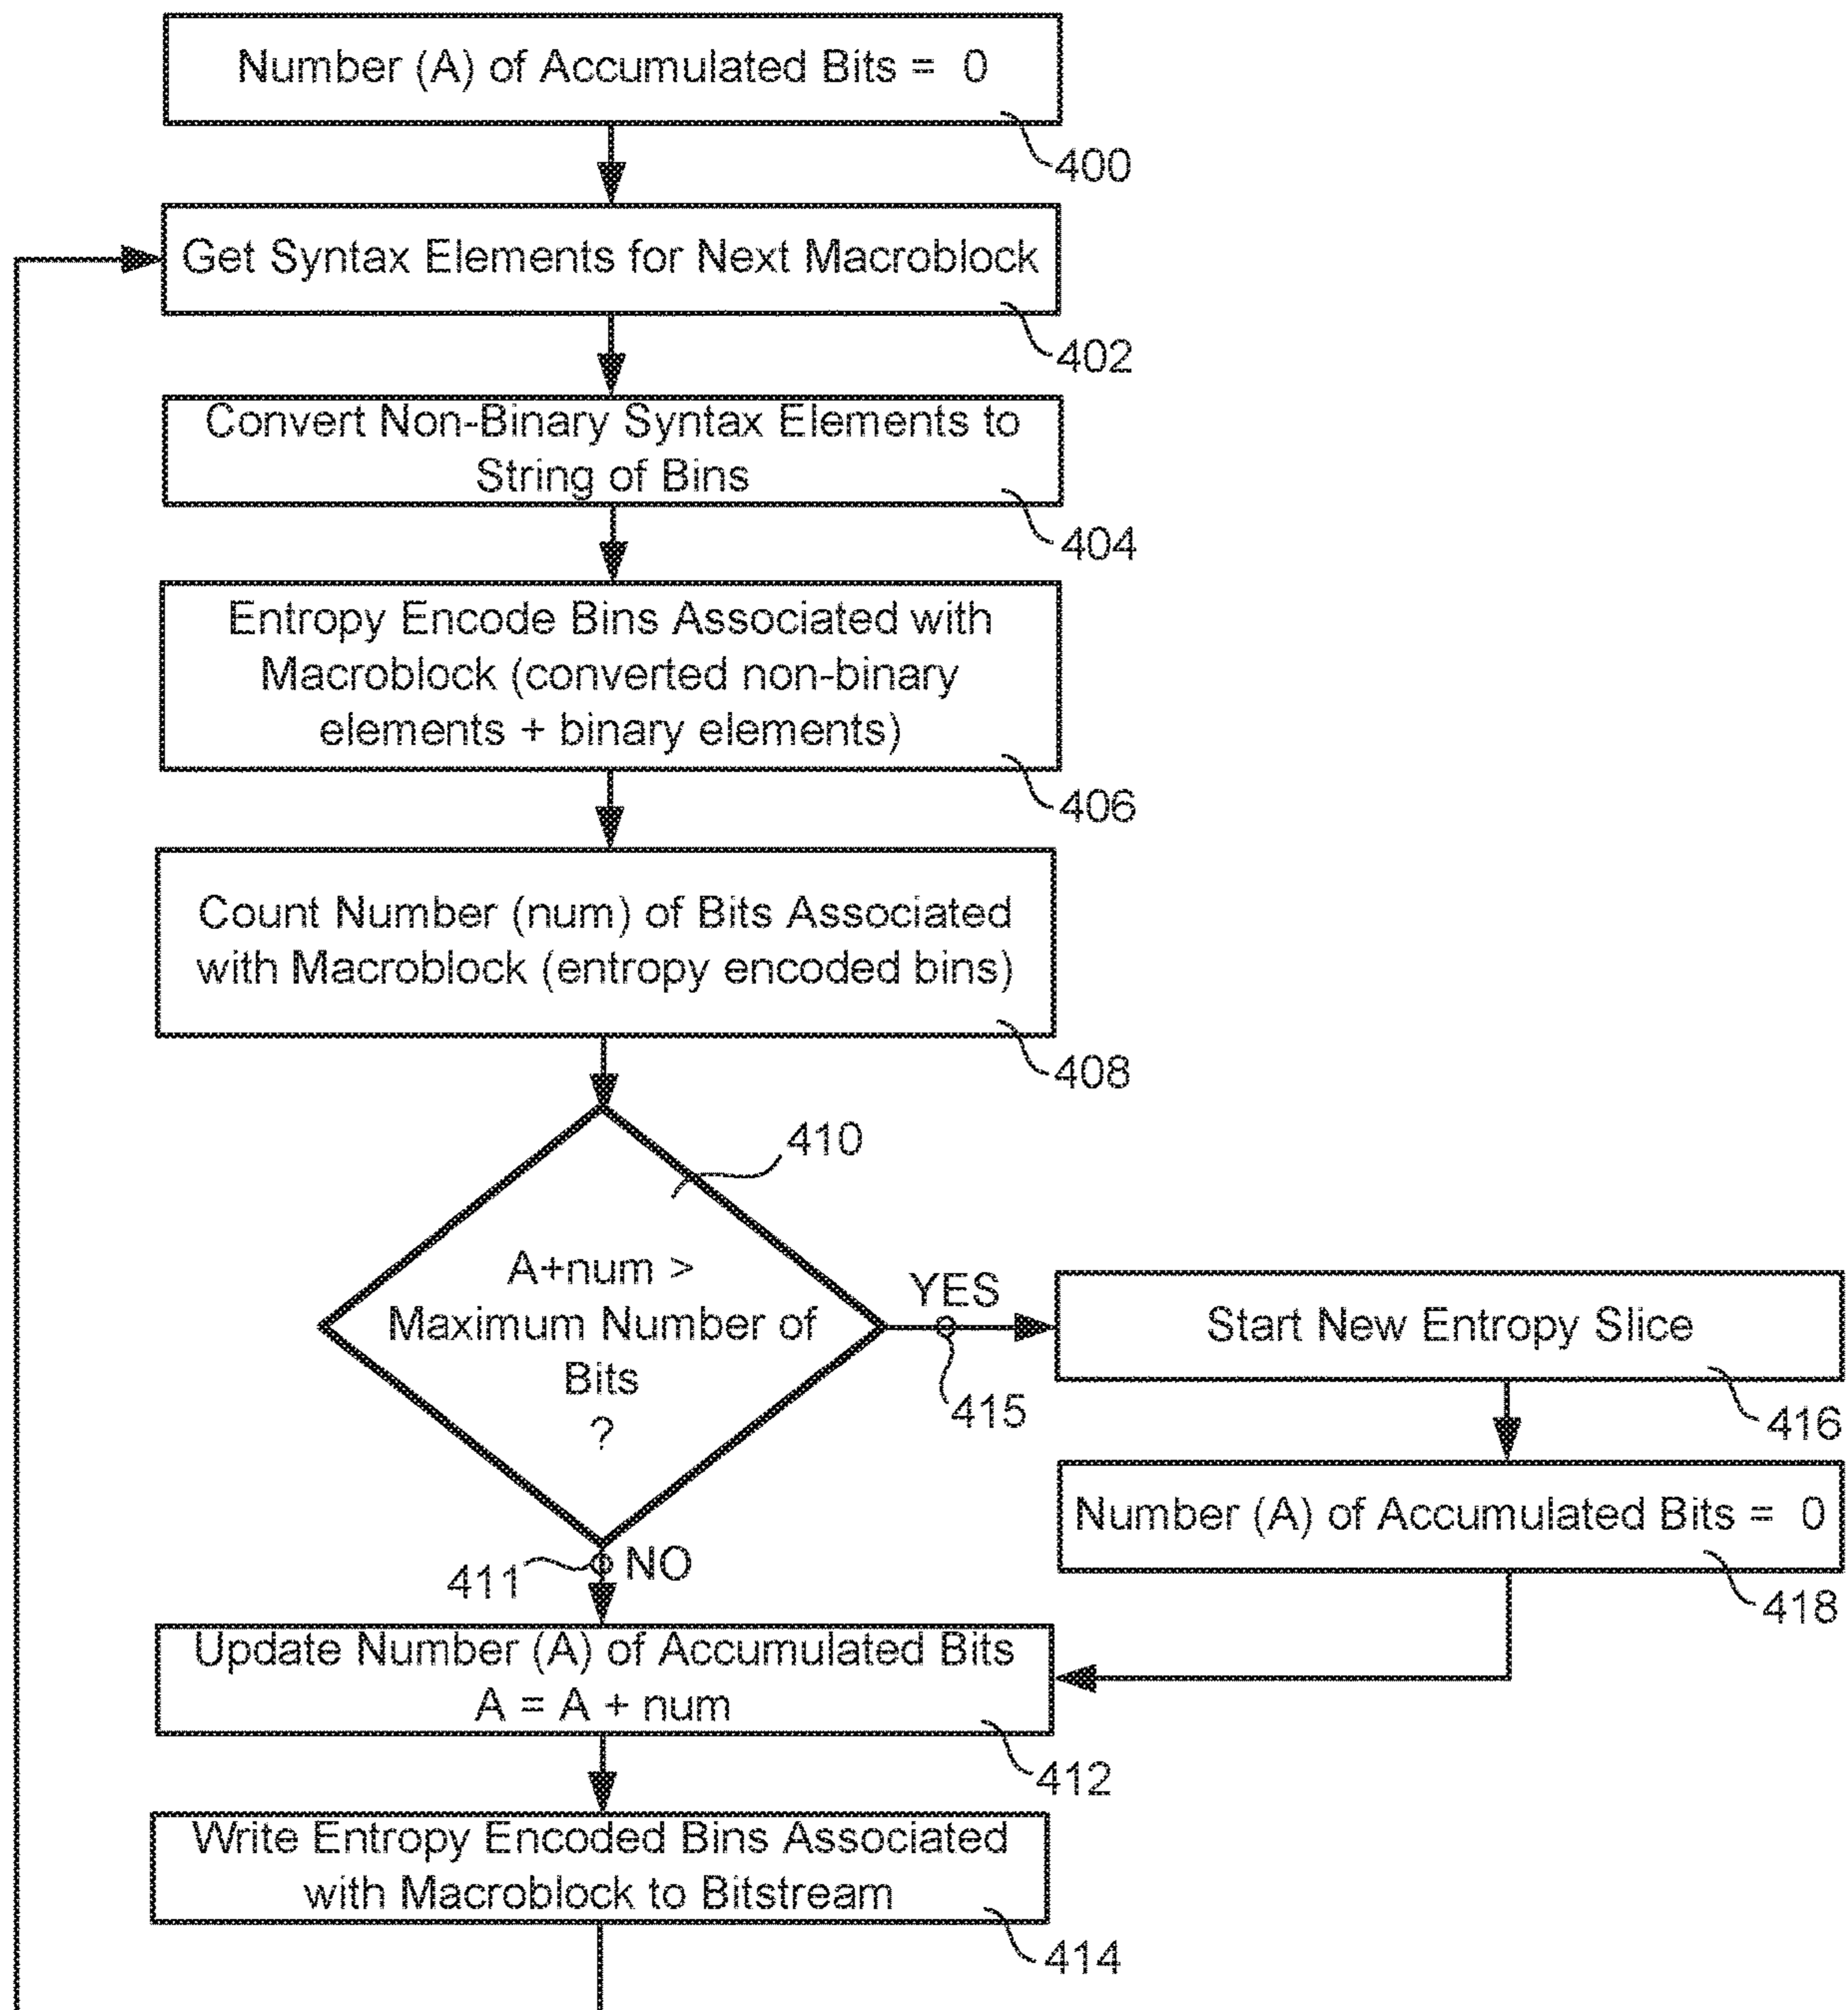 Number (A) of Accumulated Bits = 0
400
Get Syntax Elements for Next Macroblock
402
Convert Non-Binary Syntax Elements to
String of Bins
404
Entropy Encode Bins Associated with
Macroblock (converted non-binary
elements + binary elements)
406
Count Number (num) of Bits Associated
with Macroblock (entropy encoded bins)
408
410
A+num >
Maximum Number of
Bits
?
YES
415
Start New Entropy Slice
416
Number (A) of Accumulated Bits = 0
418
411
NO
Update Number (A) of Accumulated Bits
A = A + num
412
Write Entropy Encoded Bins Associated
with Macroblock to Bitstream
414